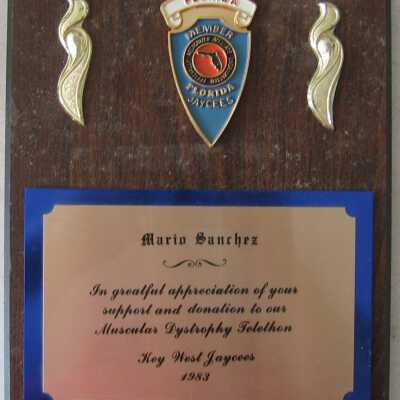 FLORIDA
MEMBER
FLORIDA
JAYCEES
Mario Sanchez
In greatful appreciation of your
support and donation to our
Muscular Dystrophy Telethon
Key West Jaycees
1983